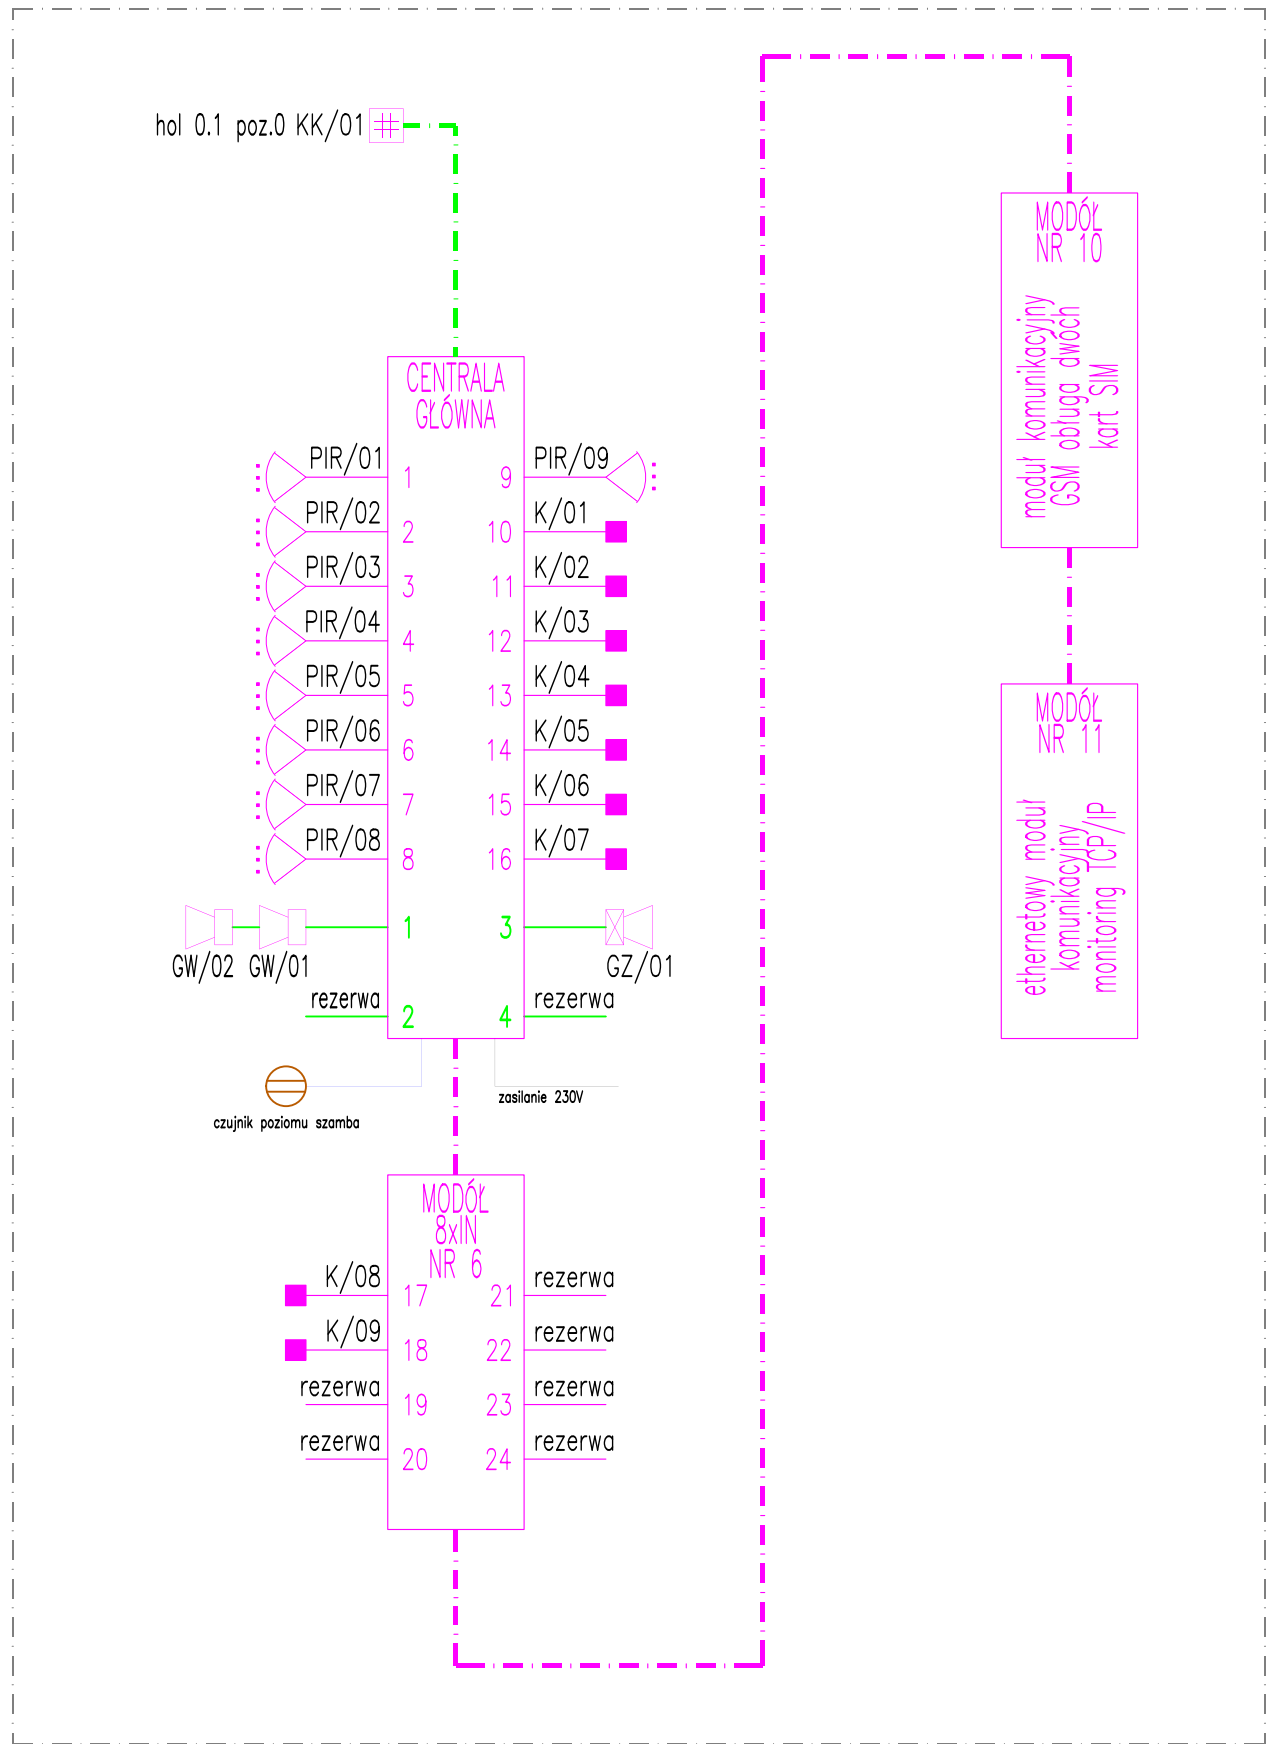 hol 0.1 poz.0 KK/01
CENTRALA
GŁÓWNA
PIR/01
1
PIR/02
2
PIR/03
3
PIR/04
4
PIR/05
5
PIR/06
6
PIR/07
7
PIR/08
8
9
PIR/09
10
K/01
11
K/02
12
K/03
13
K/04
14
K/05
15
K/06
16
K/07
GW/02
GW/01
1
3
GZ/01
rezerwa
2
4
rezerwa
czujnik poziomu szamba
zasilanie 230V
MODÓŁ
8xIN
NR 6
K/08
17
K/09
18
rezerwa
19
rezerwa
20
21
rezerwa
22
rezerwa
23
rezerwa
24
rezerwa
MODÓŁ
NR 10
moduł komunikacyjny
GSM obługa dwóch
kart SIM
MODÓŁ
NR 11
ethernetowy moduł
komunikacyjny
monitoring TCP/IP